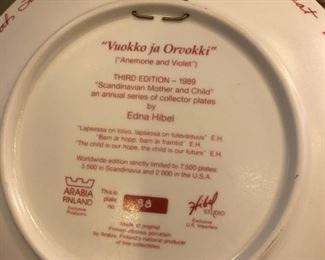 "Vuokko ja Orvokki"
("Anemone and Violet")
THIRD EDITION – 1989
"Scandinavian Mother and Child"
an annual series of collector plates
by
Edna Hibel
"Lapsessa on toivo, lapsessa on tulevaisuus" E.H.
"Barn är hopp, barn är framtid" E.H.
"The child is our hope, the child is our future" E.H.
Worldwide edition strictly limited to 7.500 plates:
5.500 in Scandinavia and 2.000 in the U.S.A.
ARABIA
FINLAND
Exclusive
Producers
This is
plate
no.
Hibel
STUDIO
Exclusive
U.S. Importers
Made of original
Finnish vitreous porcelain
by Arabia, Finland's national producer
of fine collectibles